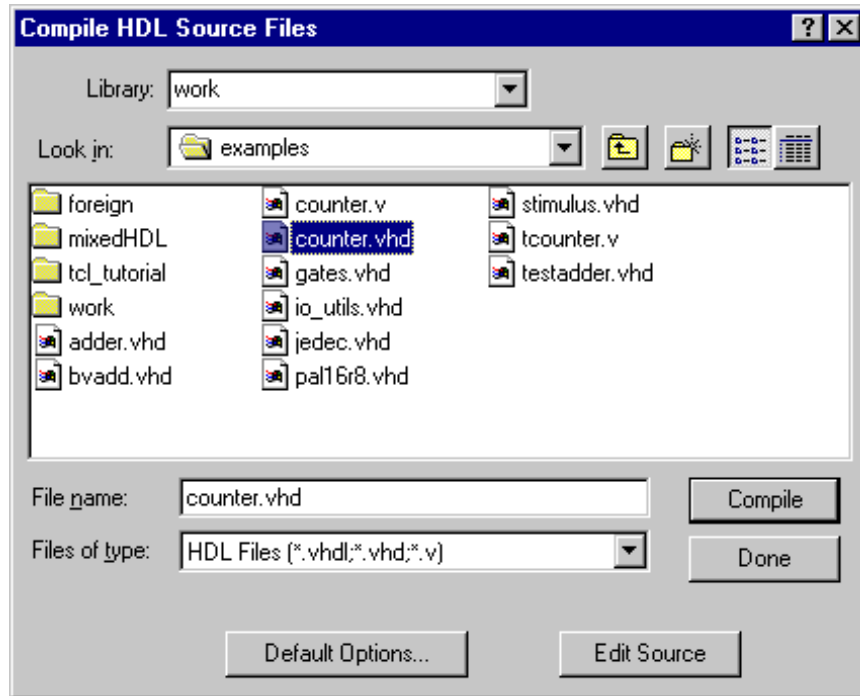 Compile HDL Source Files
Library: work
Look in: examples
foreign counter.v stimulus.vhd
mixedHDL counter.vhd tcounter.v
tcl_tutorial gates.vhd testadder.vhd
work io_utils.vhd
adder.vhd jedec.vhd
bvadd.vhd pal16r8.vhd
File name: counter.vhd Compile
Files of type: HDL Files (*.vhdl;*.vhd;*.v) Done
Default Options... Edit Source